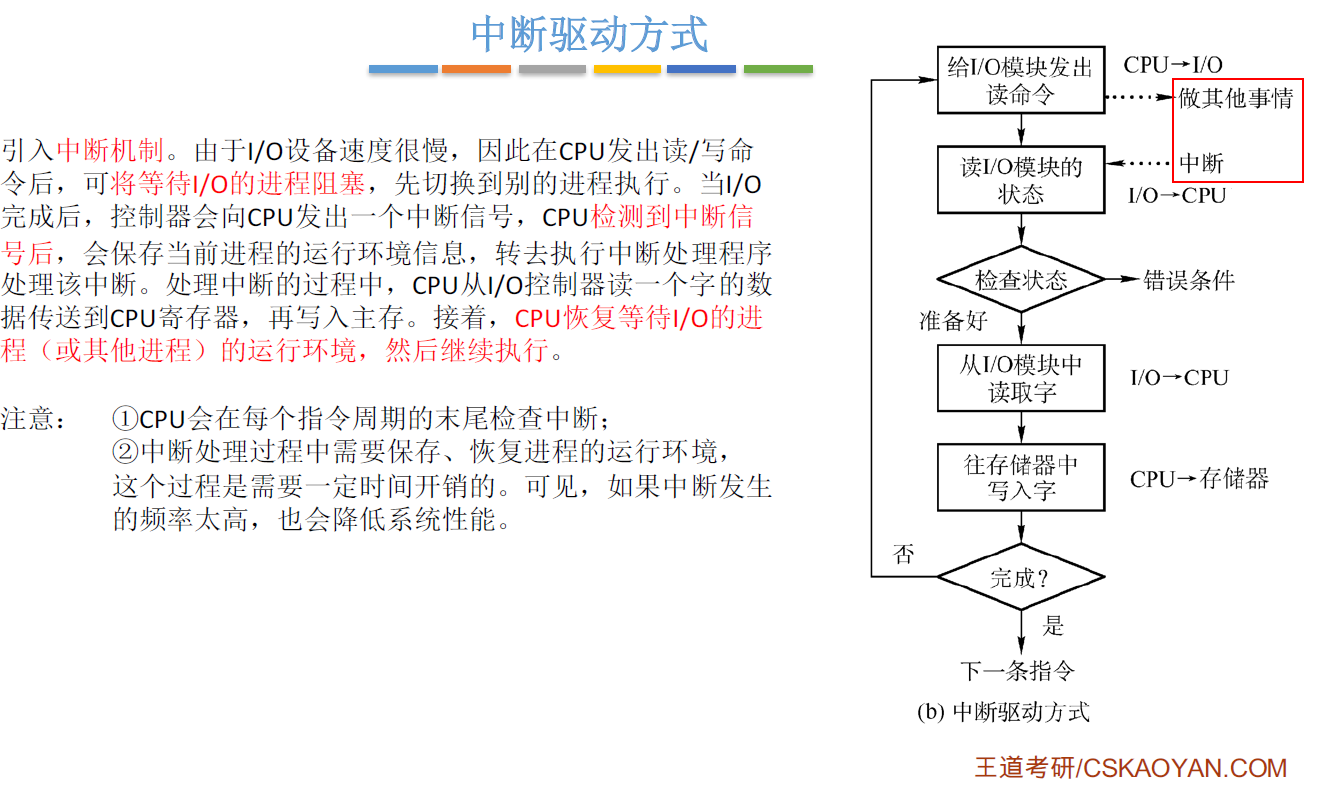 中断驱动方式
引入中断机制。由于I/O设备速度很慢，因此在CPU发出读/写命
令后，可将等待I/O的进程阻塞，先切换到别的进程执行。当I/O
完成后，控制器会向CPU发出一个中断信号，CPU检测到中断信
号后，会保存当前进程的运行环境信息，转去执行中断处理程序
处理该中断。处理中断的过程中，CPU从I/O控制器读一个字的数
据传送到CPU寄存器，再写入主存。接着，CPU恢复等待I/O的进
程（或其他进程）的运行环境，然后继续执行。
注意：
①CPU会在每个指令周期的末尾检查中断；
②中断处理过程中需要保存、恢复进程的运行环境，
这个过程是需要一定时间开销的。可见，如果中断发生
的频率太高，也会降低系统性能。
给I/O模块发出
读命令
CPU→I/O
做其他事情
读I/O模块的
状态
中断
I/O→CPU
检查状态
错误条件
准备好
从I/O模块中
读取字
I/O→CPU
往存储器中
写入字
CPU→存储器
否
完成?
是
下一条指令
(b) 中断驱动方式
王道考研/CSKAOYAN.COM